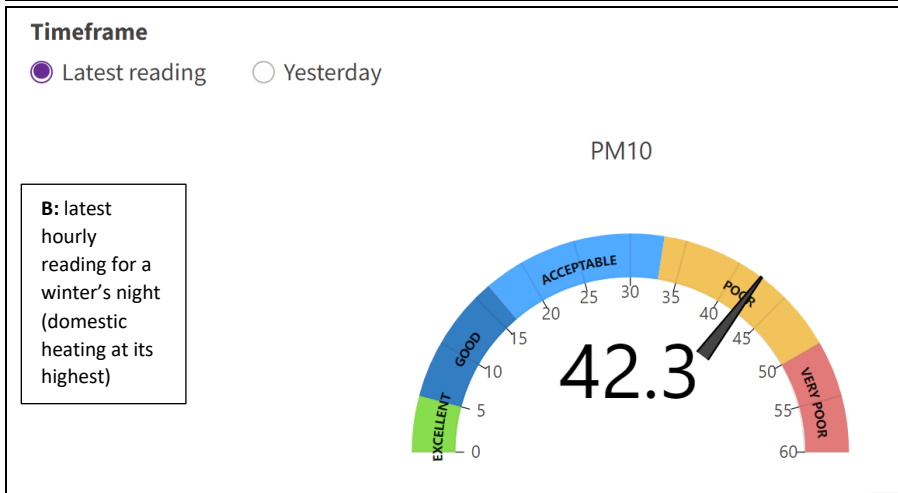 Timeframe
Latest reading
Yesterday
PM10
B: latest
hourly
reading for a
winter's night
(domestic
heating at its
highest)
EXCELLENT
GOOD
ACCEPTABLE
POOR
VERY POOR
0
5
10
15
20
25
30
35
40
45
50
55
60
42.3